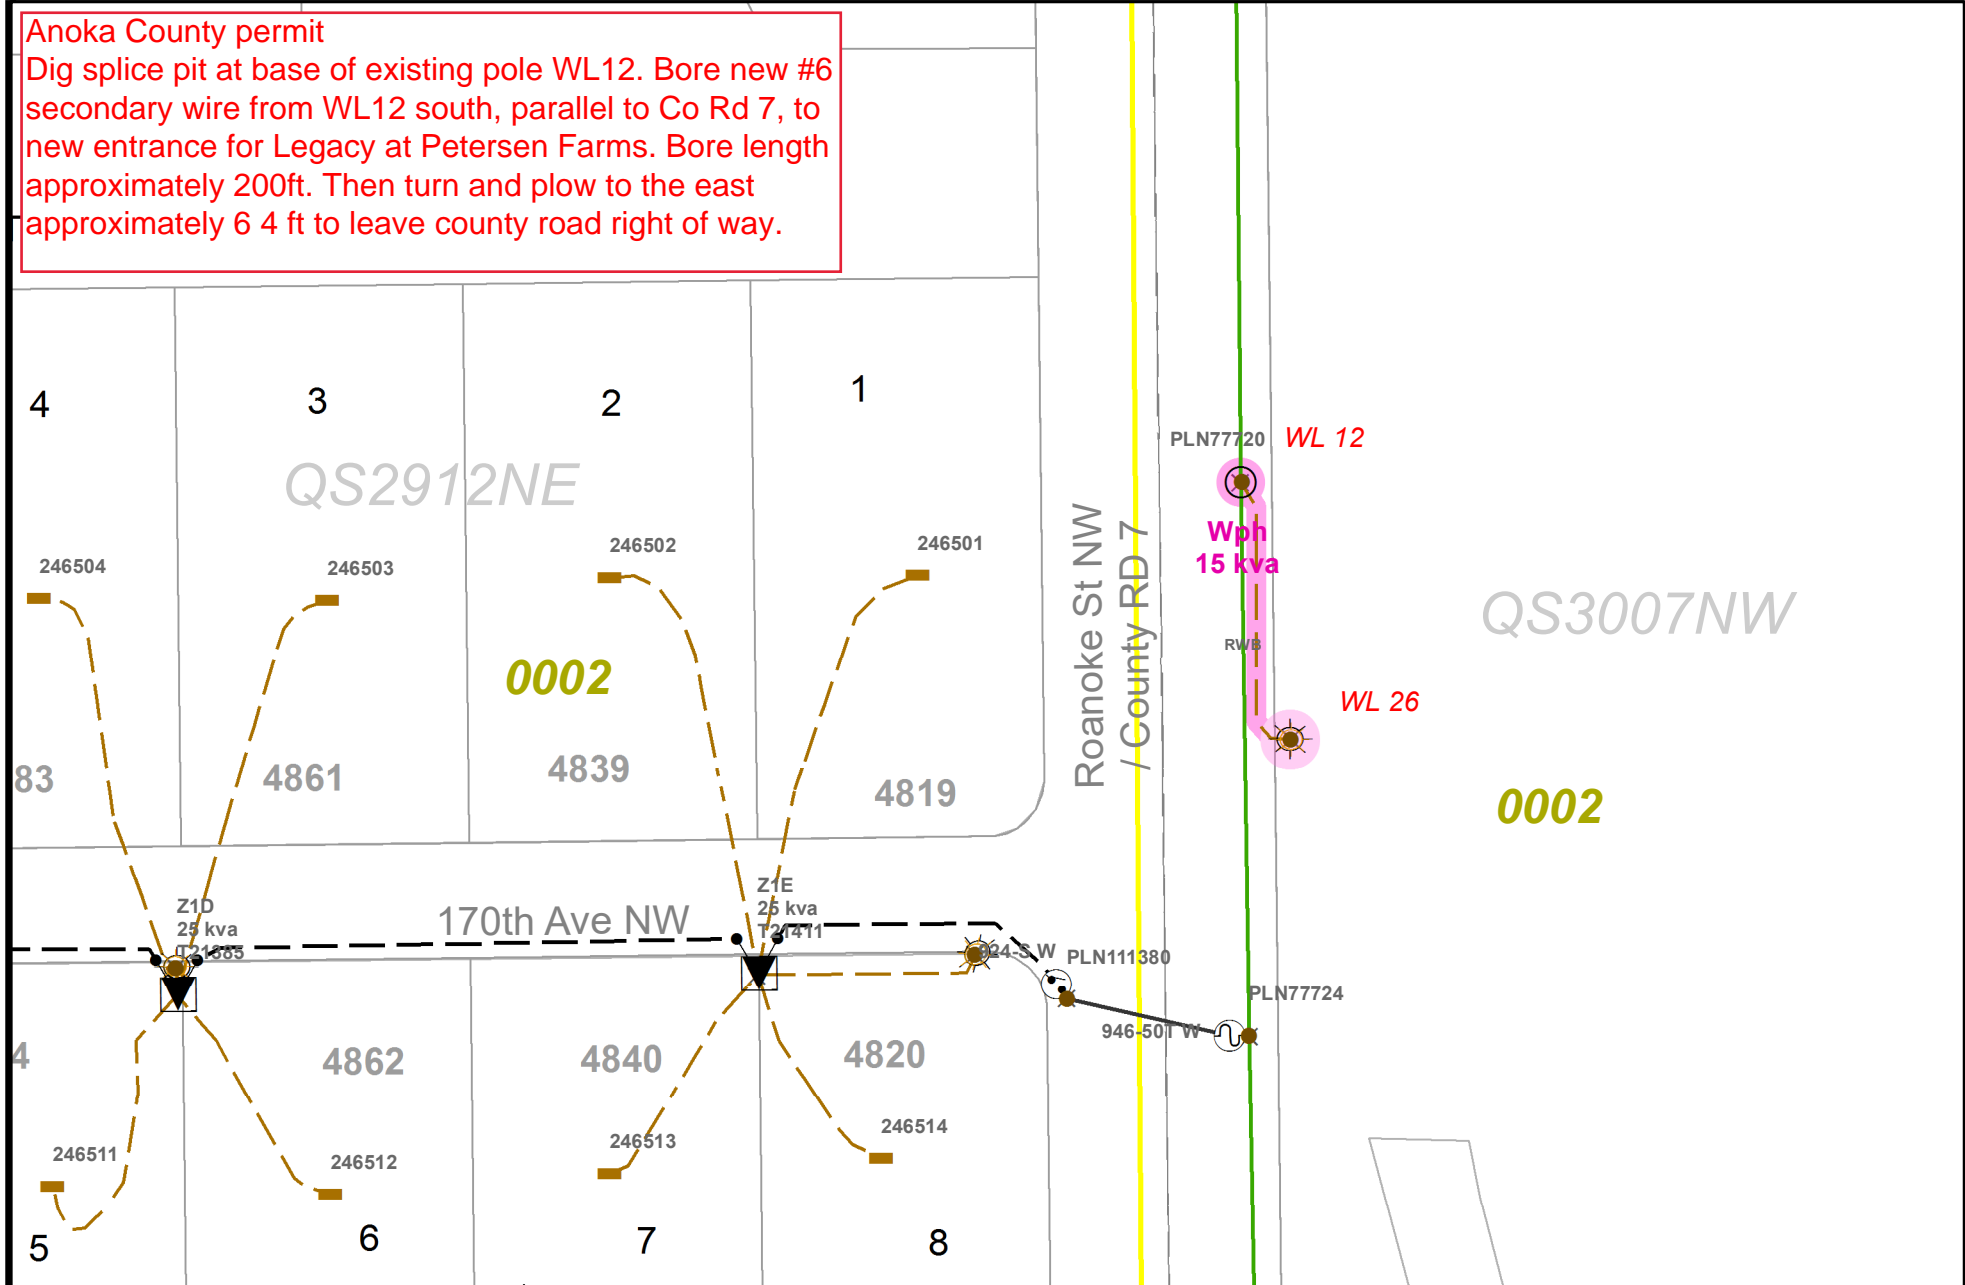 Anoka County permit
Dig splice pit at base of existing pole WL12. Bore new #6
secondary wire from WL12 south, parallel to Co Rd 7, to
new entrance for Legacy at Petersen Farms. Bore length
approximately 200ft. Then turn and plow to the east
approximately 6 4 ft to leave county road right of way.
4
3
2
1
QS2912NE
PLN77720
WL 12
Wph
15 kva
RWB
WL 26
QS3007NW
0002
Roanoke St NW
/ County RD 7
246504
246503
246502
246501
0002
83
4861
4839
4819
Z1D
25 kva
T21385
170th Ave NW
Z1E
25 kva
T21411
924-S W
PLN111380
946-50T W
PLN77724
4
4862
4840
4820
246511
246512
246513
246514
5
6
7
8